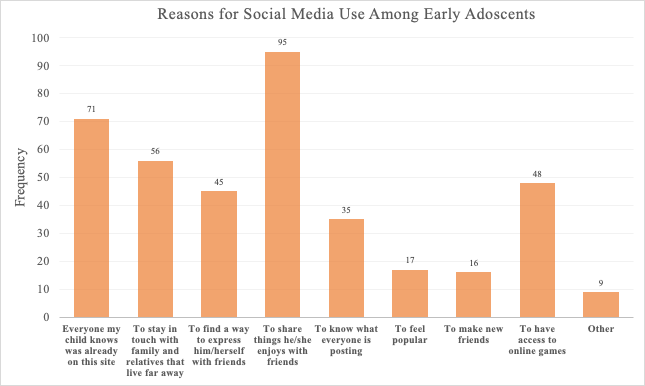 Reasons for Social Media Use Among Early Adoscents
Frequency
100
90
80
70
60
50
40
30
20
10
0
71
56
45
95
35
17
16
48
9
Everyone my
child knows
was already
on this site
To stay in
touch with
family and
relatives that
live far away
To find a way
to express
him/herself
with friends
To share
things he/she
enjoys with
friends
To know what
everyone is
posting
To feel
popular
To make new
friends
To have
access to
online games
Other